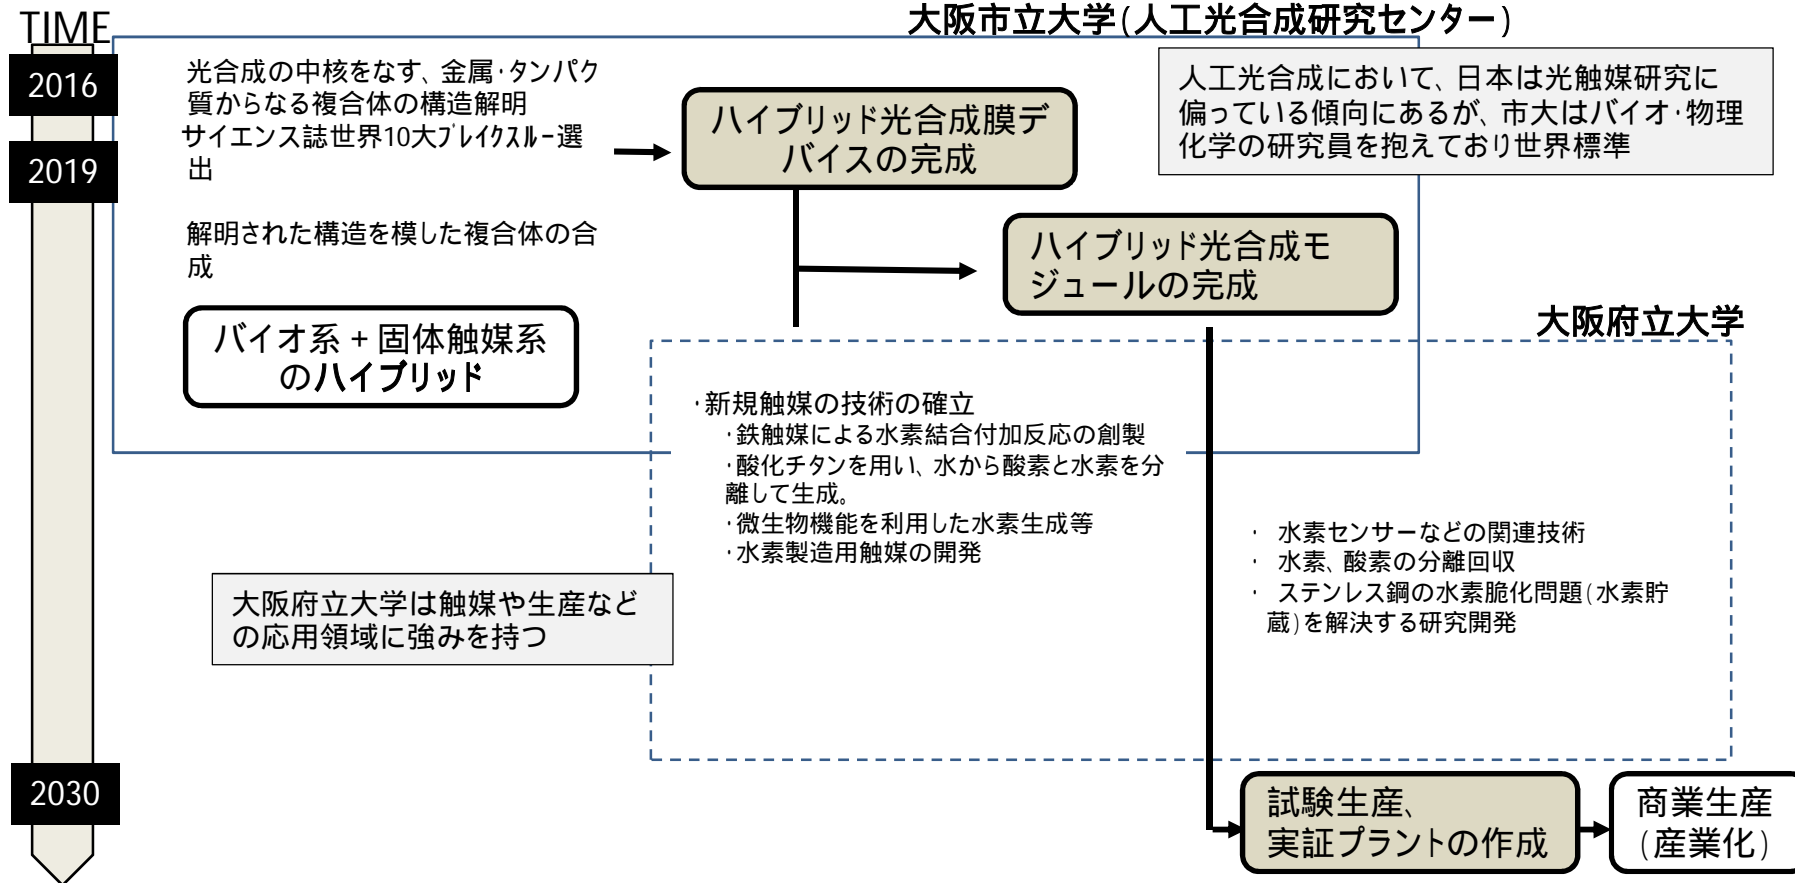 TIME
大阪市立大学(人工光合成研究センター)
2016
2019
2030
光合成の中核をなす、金属・タンパク
質からなる複合体の構造解明
サイエンス誌世界10大ブレイクスルー選
出
解明された構造を模した複合体の合
成
バイオ系+固体触媒系
のハイブリッド
ハイブリッド光合成膜デ
バイスの完成
人工光合成において、日本は光触媒研究に
偏っている傾向にあるが、市大はバイオ・物理
化学の研究員を抱えており世界標準
ハイブリッド光合成モ
ジュールの完成
大阪府立大学
・新規触媒の技術の確立
・鉄触媒による水素結合付加反応の創製
・酸化チタンを用い、水から酸素と水素を分
離して生成。
・微生物機能を利用した水素生成等
・水素製造用触媒の開発
大阪府立大学は触媒や生産など
の応用領域に強みを持つ
・ 水素センサーなどの関連技術
・ 水素、酸素の分離回収
・ ステンレス鋼の水素脆化問題(水素貯
蔵)を解決する研究開発
試験生産、
実証プラントの作成
商業生産
(産業化)